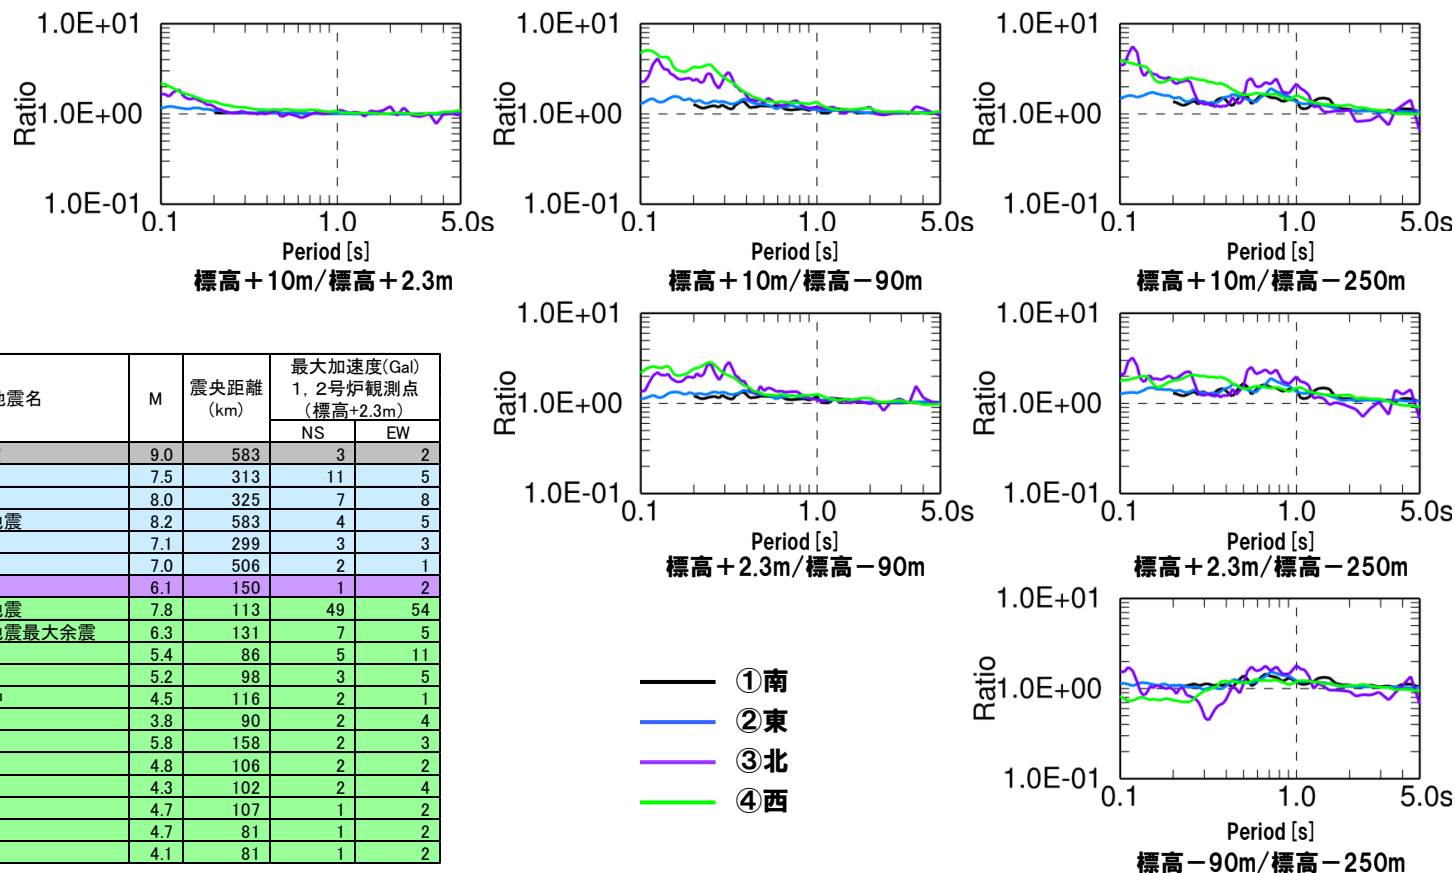 1.0E+01
1.0E+00
1.0E-01
Ratio
0.1 1.0 5.0s
Period [s]
標高＋10m/標高＋2.3m
1.0E+01
1.0E+00
1.0E-01
Ratio
0.1 1.0 5.0s
Period [s]
標高＋10m/標高－90m
1.0E+01
1.0E+00
1.0E-01
Ratio
0.1 1.0 5.0s
Period [s]
標高＋10m/標高－250m
1.0E+01
1.0E+00
1.0E-01
Ratio
0.1 1.0 5.0s
Period [s]
標高＋2.3m/標高－90m
1.0E+01
1.0E+00
1.0E-01
Ratio
0.1 1.0 5.0s
Period [s]
標高＋2.3m/標高－250m
1.0E+01
1.0E+00
1.0E-01
Ratio
0.1 1.0 5.0s
Period [s]
標高－90m/標高－250m
①南
②東
③北
④西
震名 M 震央距離 (km) 最大加速度(Gal)
1，2号炉観測点
(標高+2.3m)
NS EW
9.0 583 3 2
7.5 313 11 5
8.0 325 7 8
震 8.2 583 4 5
7.1 299 3 3
7.0 506 2 1
6.1 150 1 2
震 7.8 113 49 54
震最大余震 6.3 131 7 5
5.4 86 5 11
5.2 98 3 5
4.5 116 2 1
3.8 90 2 4
5.8 158 2 3
4.8 106 2 2
4.3 102 2 4
4.7 107 1 2
4.7 81 1 2
4.1 81 1 2